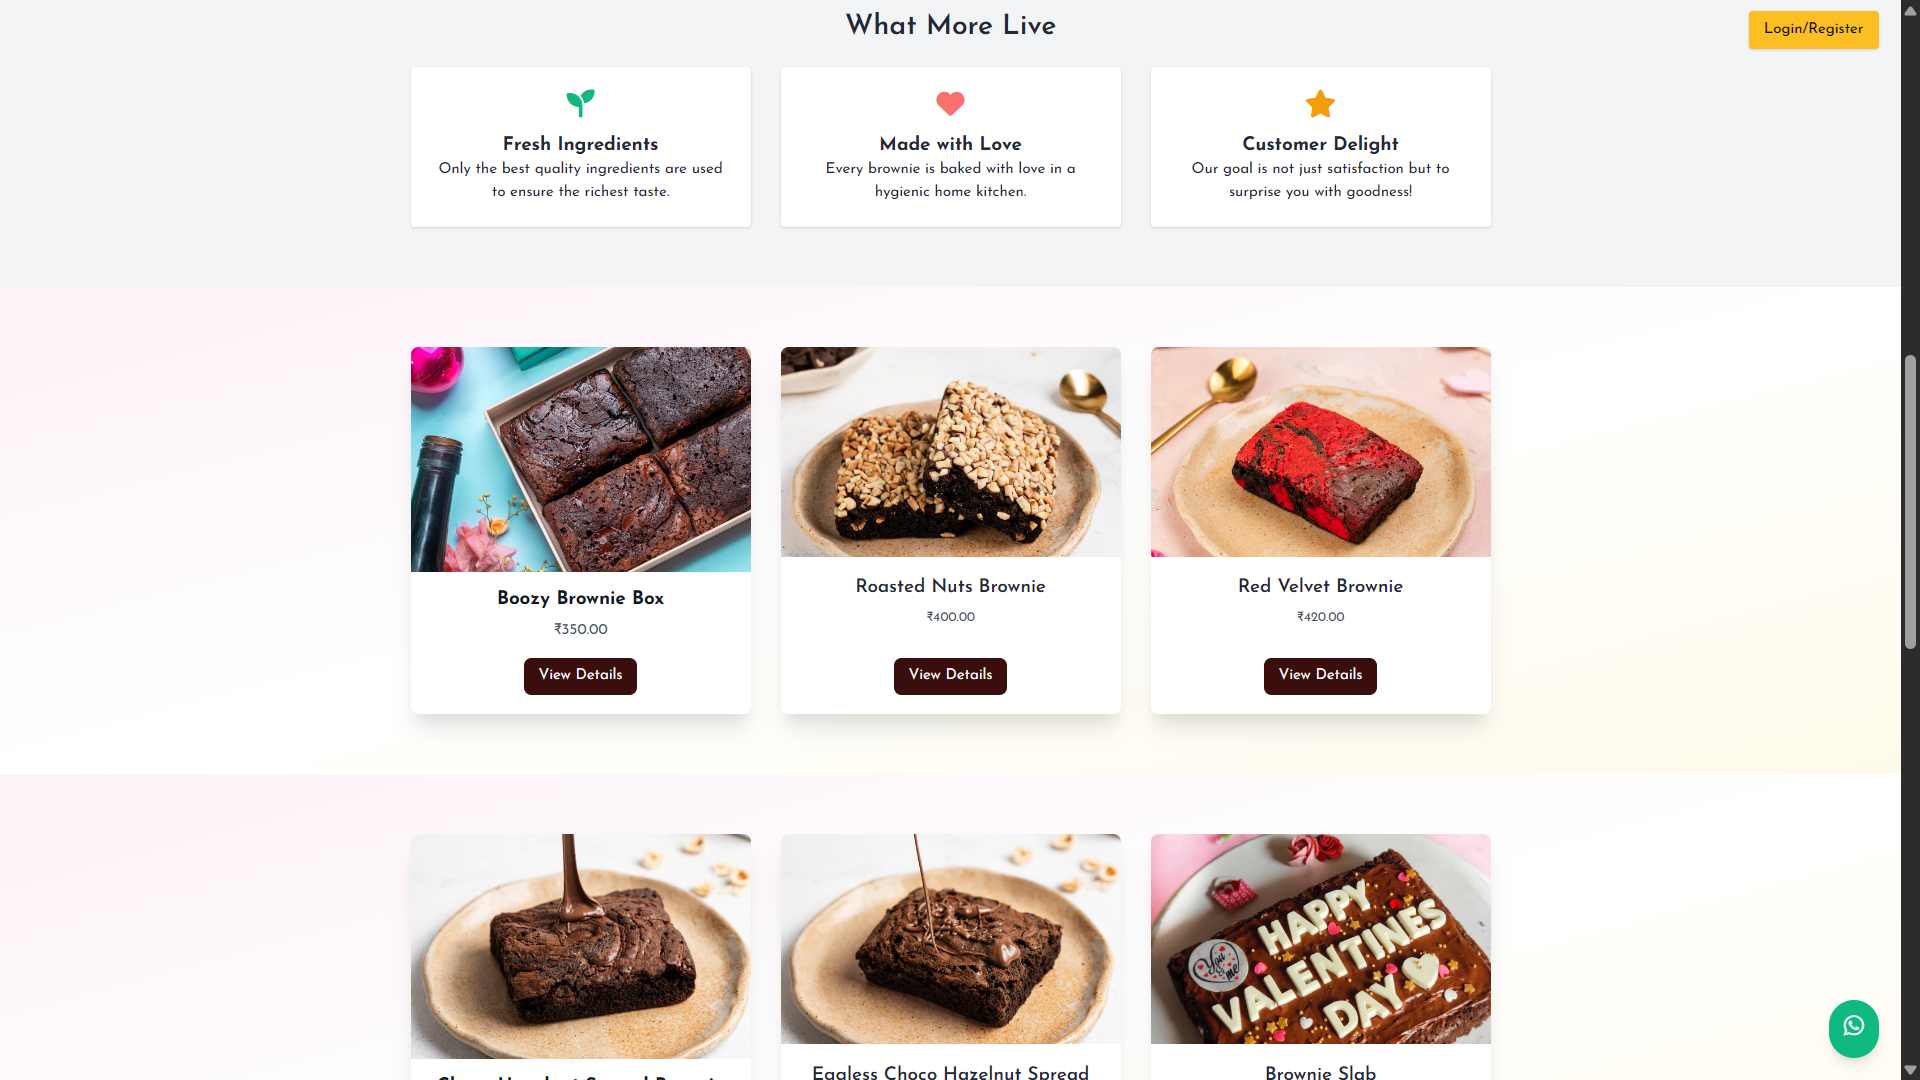 What More Live
Login/Register
Fresh Ingredients
Only the best quality ingredients are used
to ensure the richest taste.
Made with Love
Every brownie is baked with love in a
hygienic home kitchen.
Customer Delight
Our goal is not just satisfaction but to
surprise you with goodness!
Boozy Brownie Box
₹350.00
View Details
Roasted Nuts Brownie
₹400.00
View Details
Red Velvet Brownie
₹420.00
View Details
You & me
HAPPY
VALENTINES
DAY
Eggless Choco Hazelnut Spread
Brownie Slab